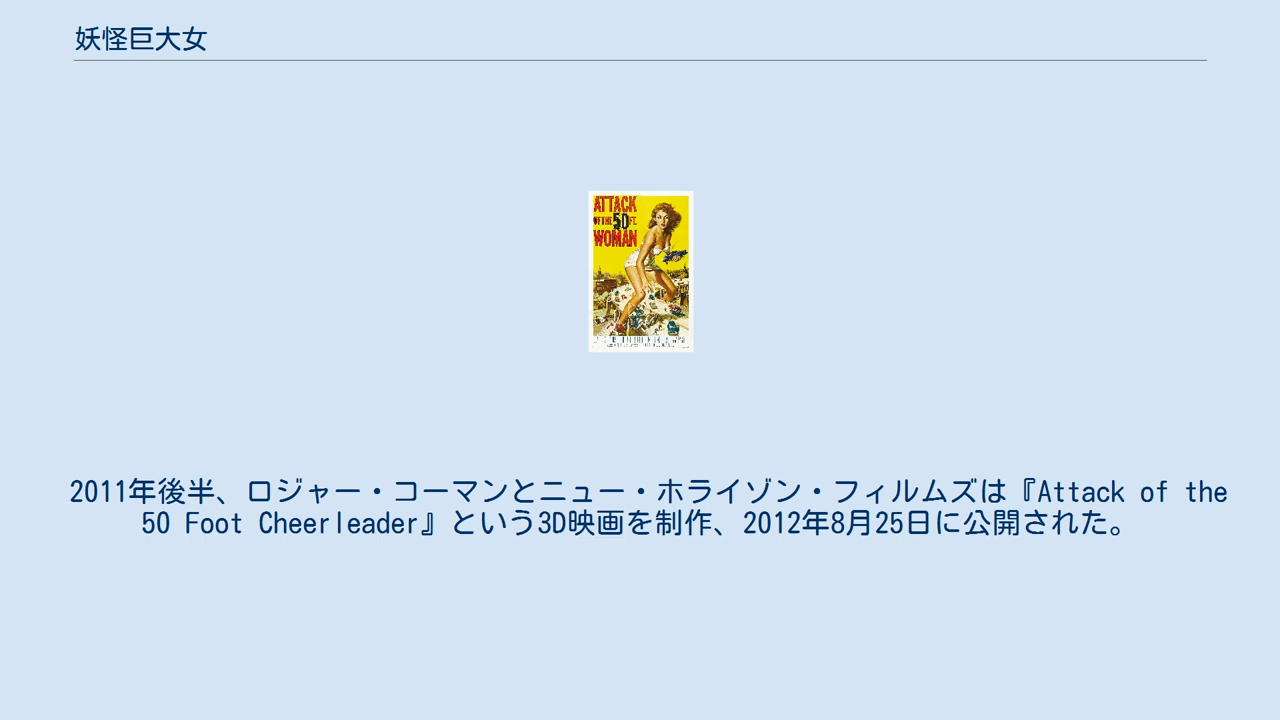 妖怪巨大女
ATTACK
OF THE 50 FT.
WOMAN
2011年後半、ロジャー・コーマンとニュー・ホライゾン・フィルムズは『Attack of the
50 Foot Cheerleader』という3D映画を制作、2012年8月25日に公開された。